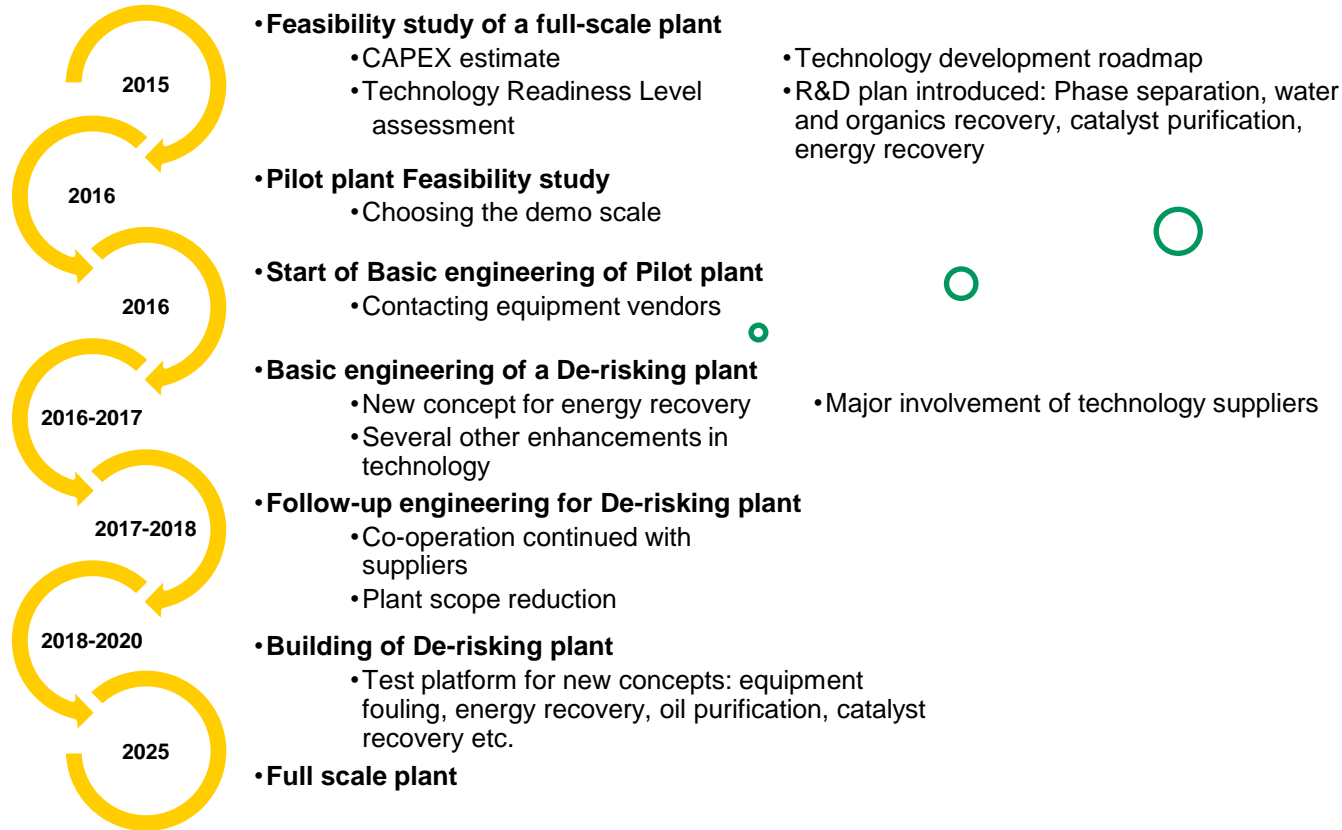 2015
• Feasibility study of a full-scale plant
• CAPEX estimate
• Technology Readiness Level
assessment
• Technology development roadmap
• R&D plan introduced: Phase separation, water
and organics recovery, catalyst purification,
energy recovery
2016
• Pilot plant Feasibility study
• Choosing the demo scale
2016
• Start of Basic engineering of Pilot plant
• Contacting equipment vendors
2016-2017
• Basic engineering of a De-risking plant
• New concept for energy recovery
• Several other enhancements in
technology
• Major involvement of technology suppliers
2017-2018
• Follow-up engineering for De-risking plant
• Co-operation continued with
suppliers
• Plant scope reduction
2018-2020
• Building of De-risking plant
• Test platform for new concepts: equipment
fouling, energy recovery, oil purification, catalyst
recovery etc.
2025
• Full scale plant